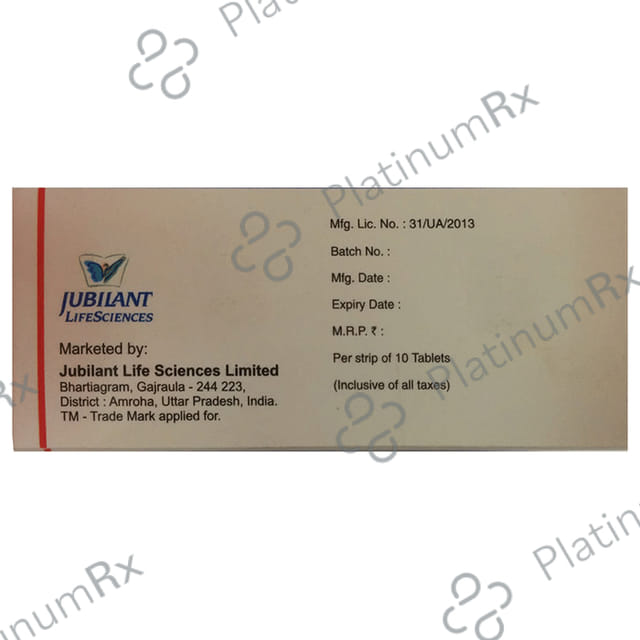 PlatinumRx
PlatinumRx
JUBILANT
LIFESCIENCES
Marketed by:
Jubilant Life Sciences Limited
Bhartiagram, Gajraula - 244 223,
District : Amroha, Uttar Pradesh, India.
TM - Trade Mark applied for.
Mfg. Lic. No. : 31/UA/2013
Batch No. :
Mfg. Date :
Expiry Date :
M.R.P. ₹ :
Per strip of 10 Tablets
(Inclusive of all taxes)
PlatinumRx
Rx
PlatinumRx
PlatinumRx